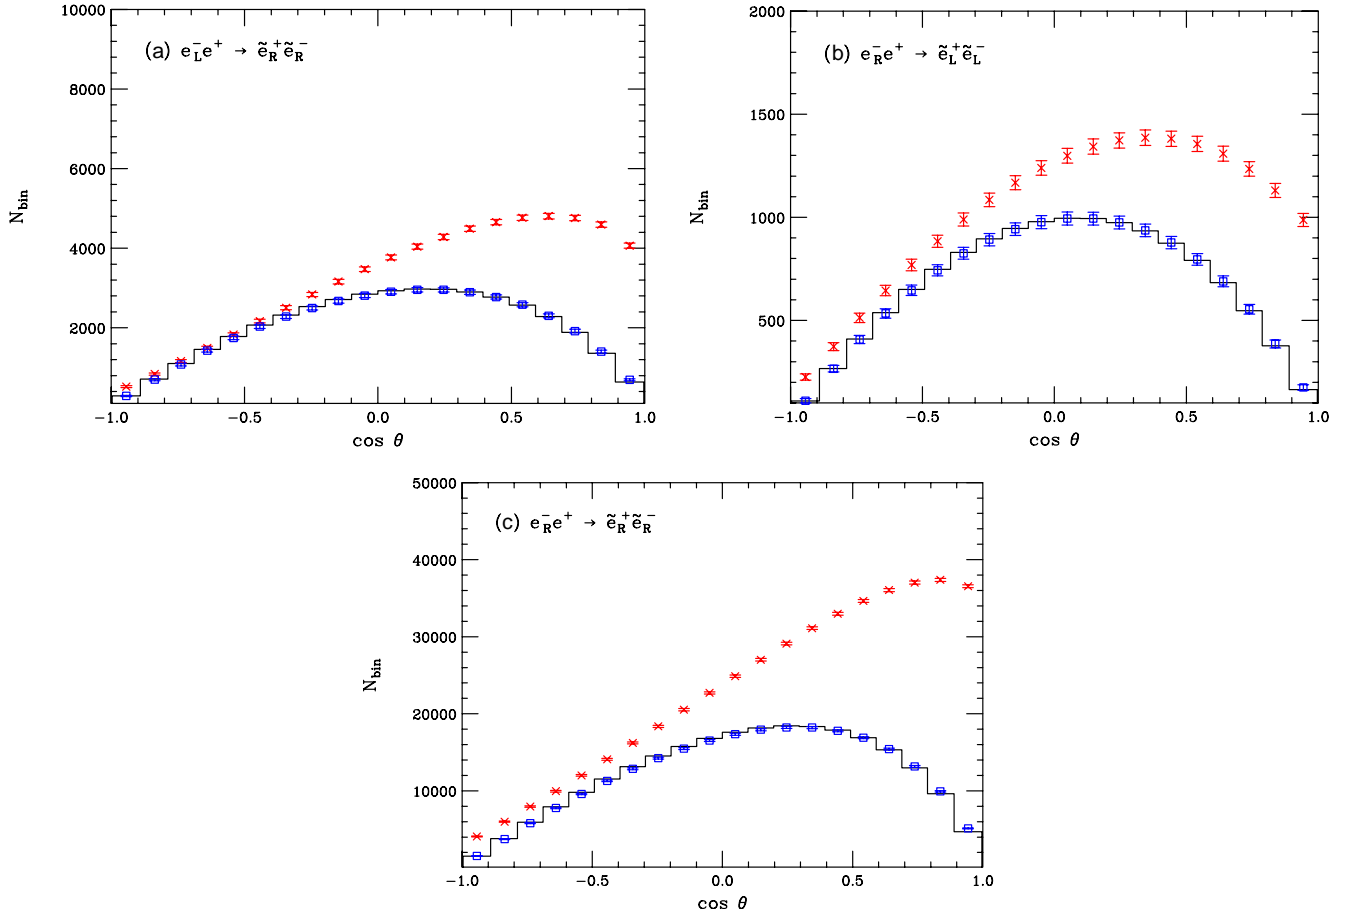 10000
8000
6000
4000
2000
N_bin
(a) e_L^- e^+ → ẽ_R^+ ẽ_R^-
−1.0 −0.5 0.0 0.5 1.0
cos θ
2000
1500
1000
500
N_bin
(b) e_R^- e^+ → ẽ_L^+ ẽ_L^-
−1.0 −0.5 0.0 0.5 1.0
cos θ
50000
40000
30000
20000
10000
N_bin
(c) e_R^- e^+ → ẽ_R^+ ẽ_R^-
−1.0 −0.5 0.0 0.5 1.0
cos θ